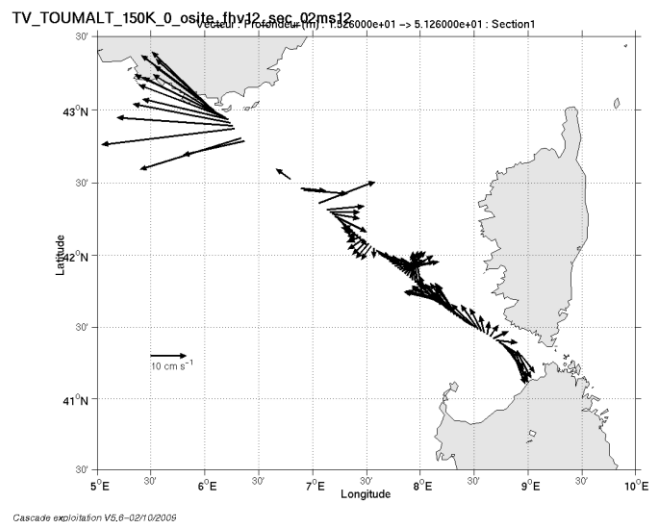 TV_TOUMALT_150K_0_osite_fhv12_sec_02ms12
Vecteur : Profondeur (m) : 1.526000e+01 -> 5.126000e+01 : Section1
30'
43°N
30'
42°N
30'
41°N
30'
Latitude
10 cm s⁻¹
5°E 30' 6°E 30' 7°E 30' 8°E 30' 9°E 30' 10°E
Longitude
Cascade exploitation V5,6-02/10/2009